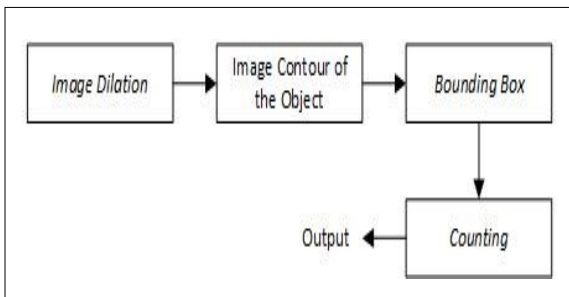 Image Dilation
Image Contour of
the Object
Bounding Box
Output
Counting